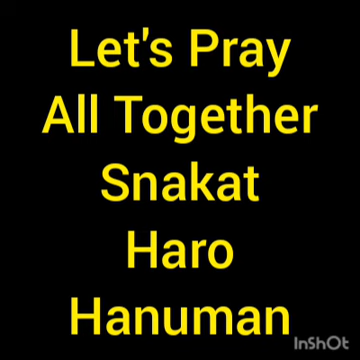 Let's Pray
All Together
Snakat
Haro
Hanuman
InShOt